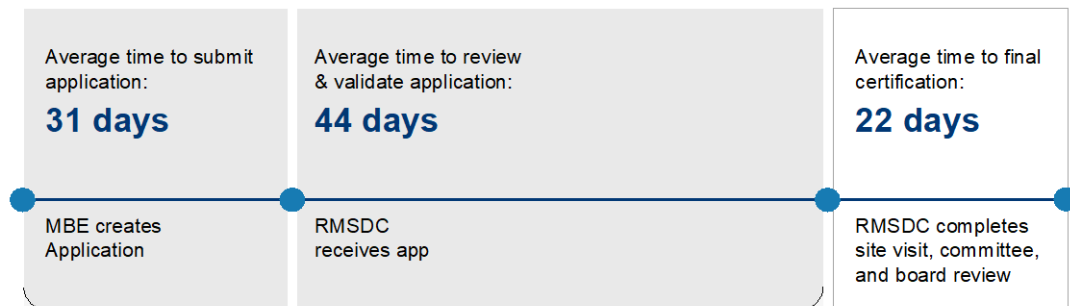 Average time to submit
application:
31 days
Average time to review
& validate application:
44 days
Average time to final
certification:
22 days
MBE creates
Application
RMSDC
receives app
RMSDC completes
site visit, committee,
and board review